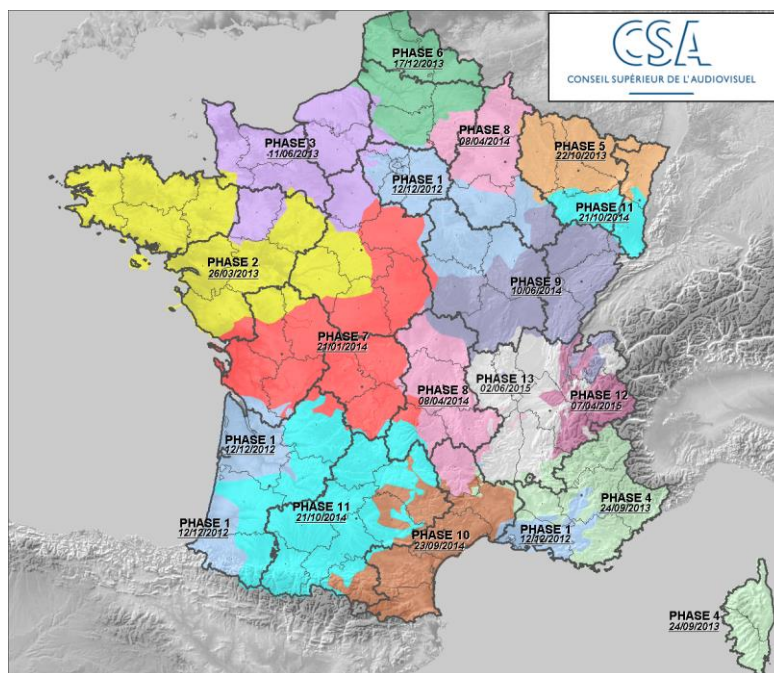 PHASE 6
17/12/2013
CSA
CONSEIL SUPÉRIEUR DE L'AUDIOVISUEL
PHASE 3
11/06/2013
PHASE 8
08/04/2014
PHASE 5
22/10/2013
PHASE 1
12/12/2012
PHASE 11
21/10/2014
PHASE 2
26/03/2013
PHASE 9
10/06/2014
PHASE 7
21/01/2014
PHASE 8
08/04/2014
PHASE 13
02/06/2015
PHASE 12
07/04/2015
PHASE 1
12/12/2012
PHASE 11
21/10/2014
PHASE 4
24/09/2013
PHASE 1
12/12/2012
PHASE 10
23/09/2014
PHASE 1
12/12/2012
PHASE 4
24/09/2013